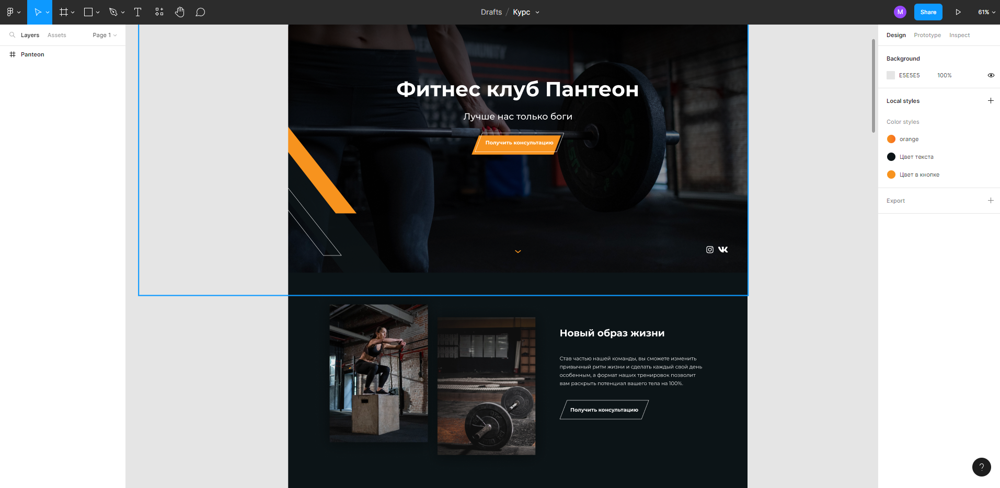 Drafts / Курс
M
Share
61%
Layers
Assets
Page 1
Panteon
Фитнес клуб Пантеон
Лучше нас только боги
Получить консультацию
Новый образ жизни
Став частью нашей команды, вы сможете изменить
привычный ритм жизни и сделать каждый свой день
особенным, а формат наших тренировок позволит
вам раскрыть потенциал вашего тела на 100%.
Получить консультацию
Design
Prototype
Inspect
Background
E5E5E5
100%
Local styles
Color styles
orange
Цвет текста
Цвет в кнопке
Export
?